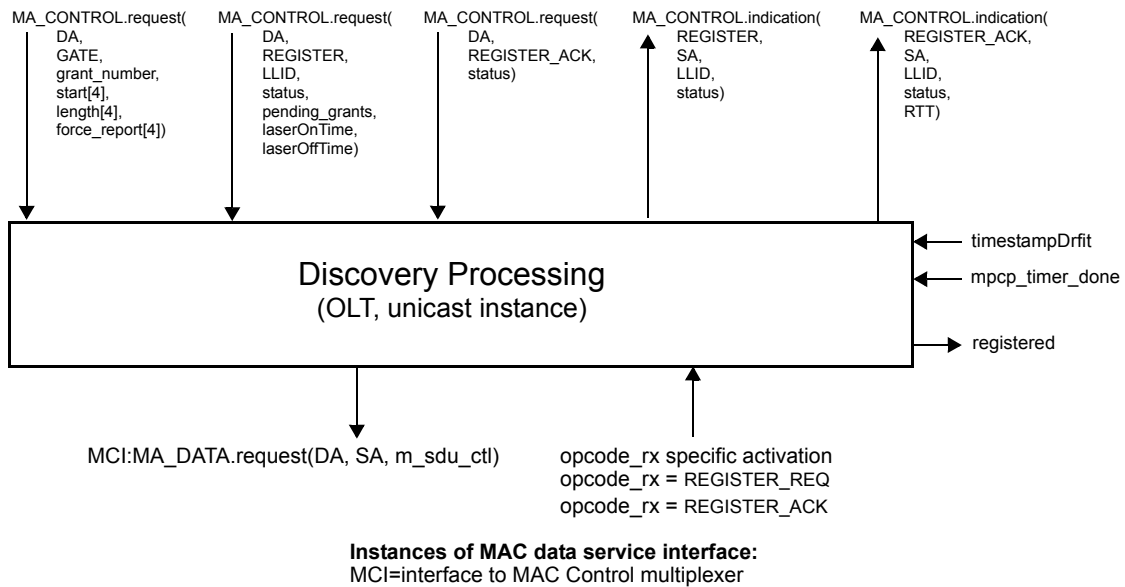 MA_CONTROL.request(
DA,
GATE,
grant_number,
start[4],
length[4],
force_report[4])
MA_CONTROL.request(
DA,
REGISTER,
LLID,
status,
pending_grants,
laserOnTime,
laserOffTime)
MA_CONTROL.request(
DA,
REGISTER_ACK,
status)
MA_CONTROL.indication(
REGISTER,
SA,
LLID,
status)
MA_CONTROL.indication(
REGISTER_ACK,
SA,
LLID,
status,
RTT)
Discovery Processing
(OLT, unicast instance)
timestampDrfit
mpcp_timer_done
registered
MCI:MA_DATA.request(DA, SA, m_sdu_ctl)
opcode_rx specific activation
opcode_rx = REGISTER_REQ
opcode_rx = REGISTER_ACK
Instances of MAC data service interface:
MCI=interface to MAC Control multiplexer